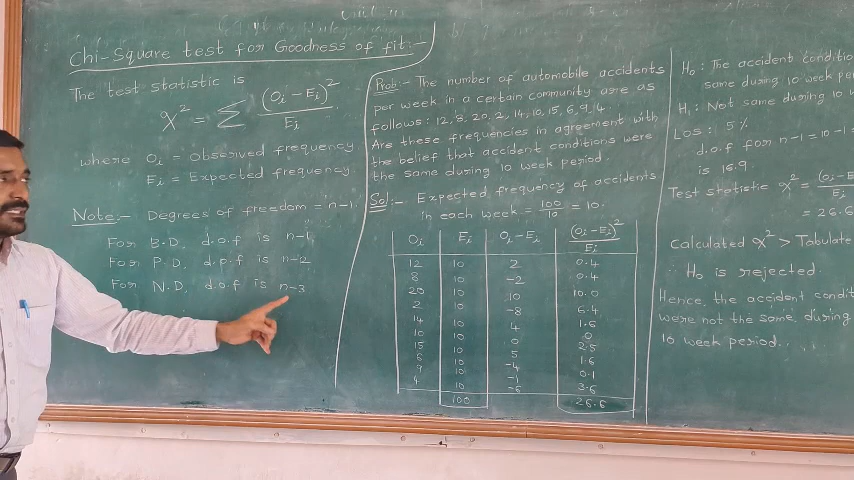 Chi-Square test for Goodness of fit:-
The test statistic is
χ² = Σ (Oi - Ei)² / Ei
where Oi = Observed frequency
Ei = Expected frequency
Note:- Degrees of freedom = n-1
For B.D, d.o.f is n-1
For P.D, d.o.f is n-2
For N.D, d.o.f is n-3
Prob:- The number of automobile accidents
per week in a certain community are as
follows: 12, 8, 20, 2, 14, 10, 15, 6, 9, 4.
Are these frequencies in agreement with
the belief that accident conditions were
the same during 10 week period.
Sol:- Expected frequency of accidents
in each week = 100/10 = 10.
Oi Ei Oi-Ei (Oi-Ei)²/Ei
12 10 2 0.4
8 10 -2 0.4
20 10 10 10.0
2 10 -8 6.4
14 10 4 1.6
10 10 0 0
15 10 5 2.5
6 10 -4 1.6
9 10 -1 0.1
4 10 -6 3.6
100 26.6
H₀: The accident conditio
same during 10 week per
H₁: Not same during 10 w
LOS: 5%
d.o.f for n-1 = 10-1 =
is 16.9.
Test statistic χ² = (Oi-E
Ei
= 26.6
Calculated χ² > Tabulate
∴ H₀ is rejected.
Hence, the accident condit
were not the same, during
10 week period.